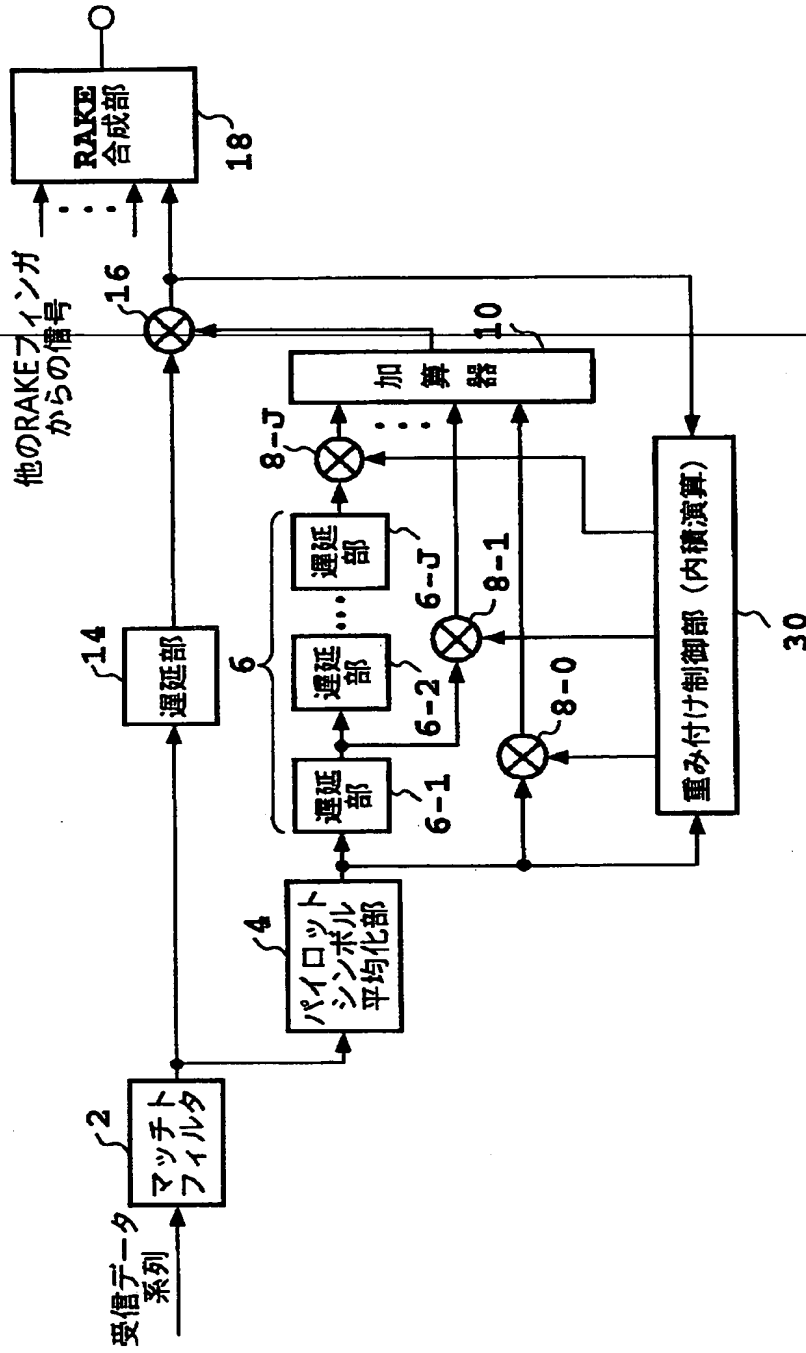 受信データ
系列
マッチト
フィルタ
2
パイロット
シンボル
平均化部
4
遅延部
14
6
遅延
部
6-1
遅延
部
6-2
...
遅延
部
6-J
8-0
8-1
8-J
加算器
10
重み付け制御部（内積演算）
30
16
他のRAKEフィンガ
からの信号
RAKE
合成部
18